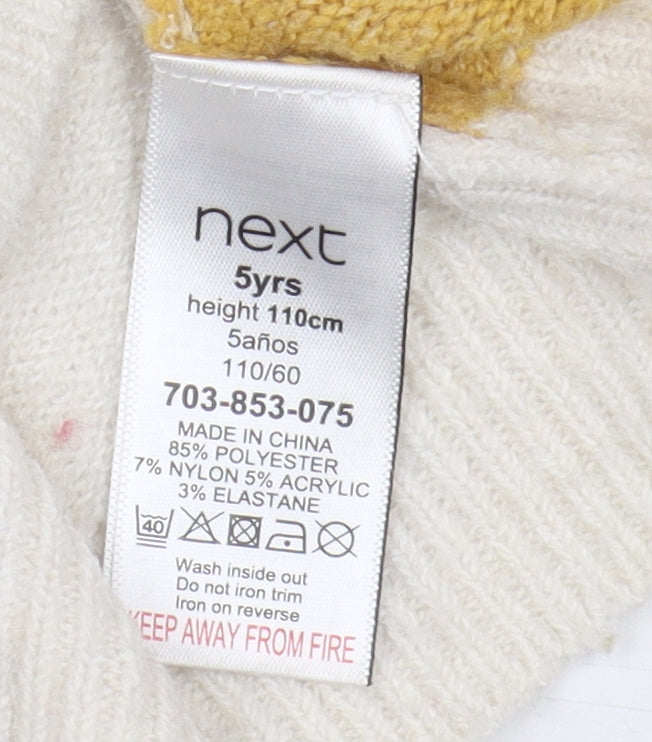 next
5yrs
height 110cm
5años
110/60
703-853-075
MADE IN CHINA
85% POLYESTER
7% NYLON 5% ACRYLIC
3% ELASTANE
40
Wash inside out
Do not iron trim
Iron on reverse
KEEP AWAY FROM FIRE